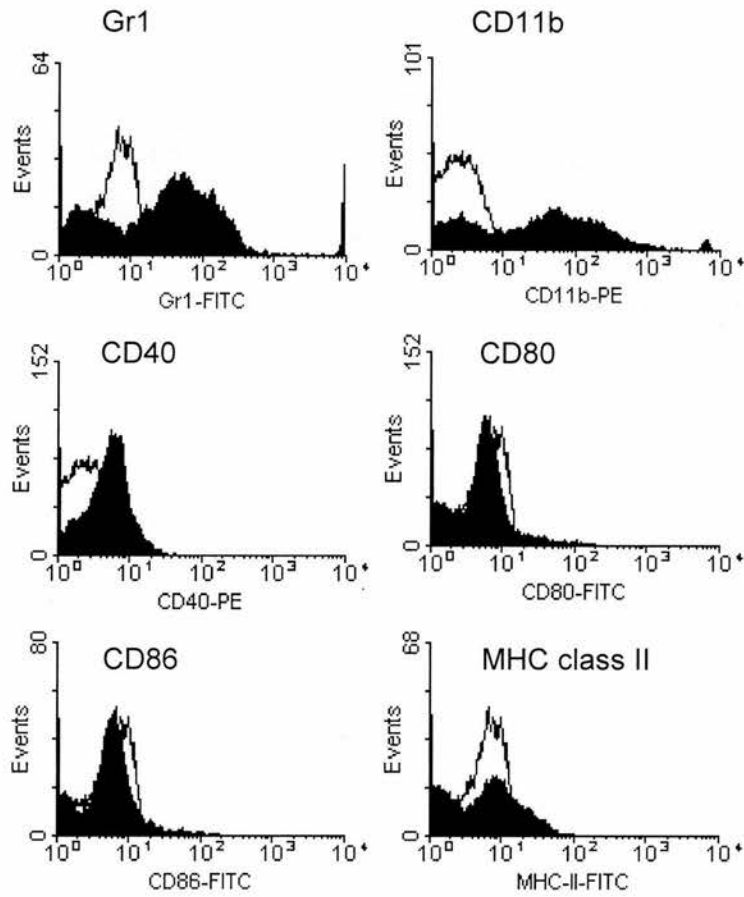 Gr1
64
Events
0
10⁰ 10¹ 10² 10³ 10⁴
Gr1-FITC
CD11b
101
Events
0
10⁰ 10¹ 10² 10³ 10⁴
CD11b-PE
CD40
152
Events
0
10⁰ 10¹ 10² 10³ 10⁴
CD40-PE
CD80
152
Events
0
10⁰ 10¹ 10² 10³ 10⁴
CD80-FITC
CD86
80
Events
0
10⁰ 10¹ 10² 10³ 10⁴
CD86-FITC
MHC class II
68
Events
0
10⁰ 10¹ 10² 10³ 10⁴
MHC-II-FITC